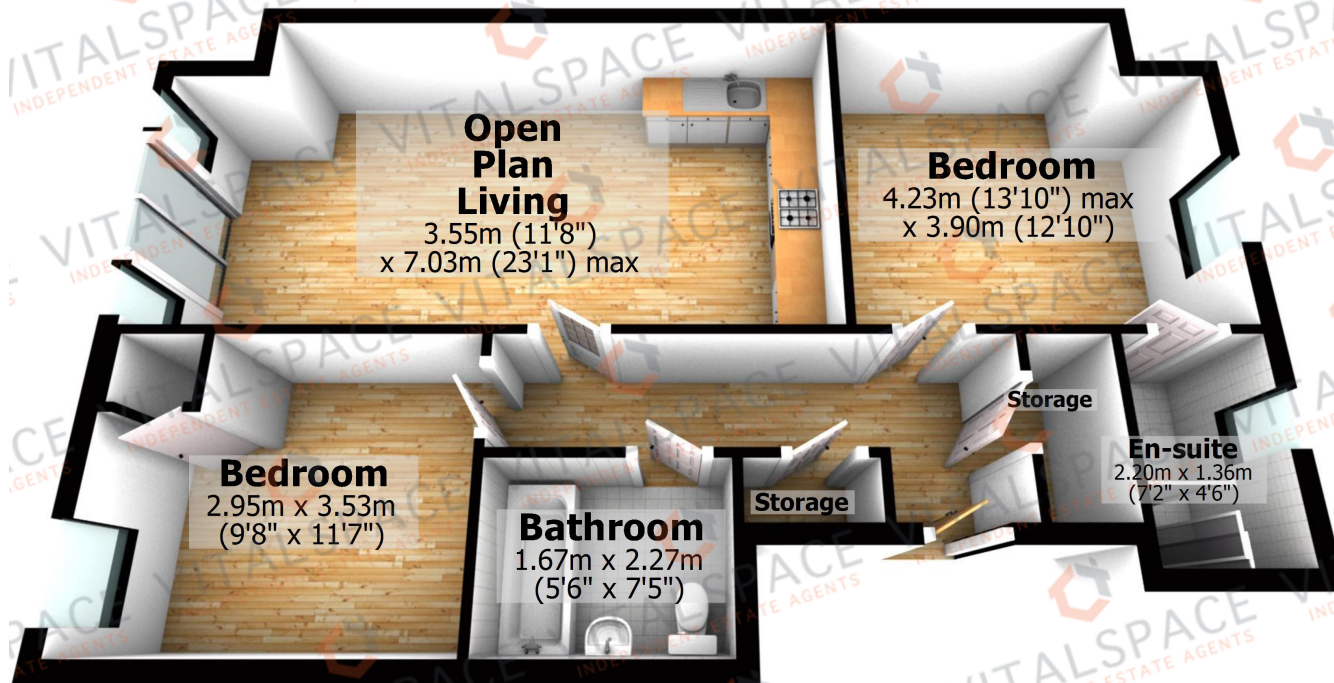 Open
Plan
Living
3.55m (11'8")
x 7.03m (23'1") max
Bedroom
4.23m (13'10") max
x 3.90m (12'10")
Storage
En-suite
2.20m x 1.36m
(7'2" x 4'6")
Bedroom
2.95m x 3.53m
(9'8" x 11'7")
Bathroom
1.67m x 2.27m
(5'6" x 7'5")
Storage
VITALSPACE
INDEPENDENT ESTATE AGENTS